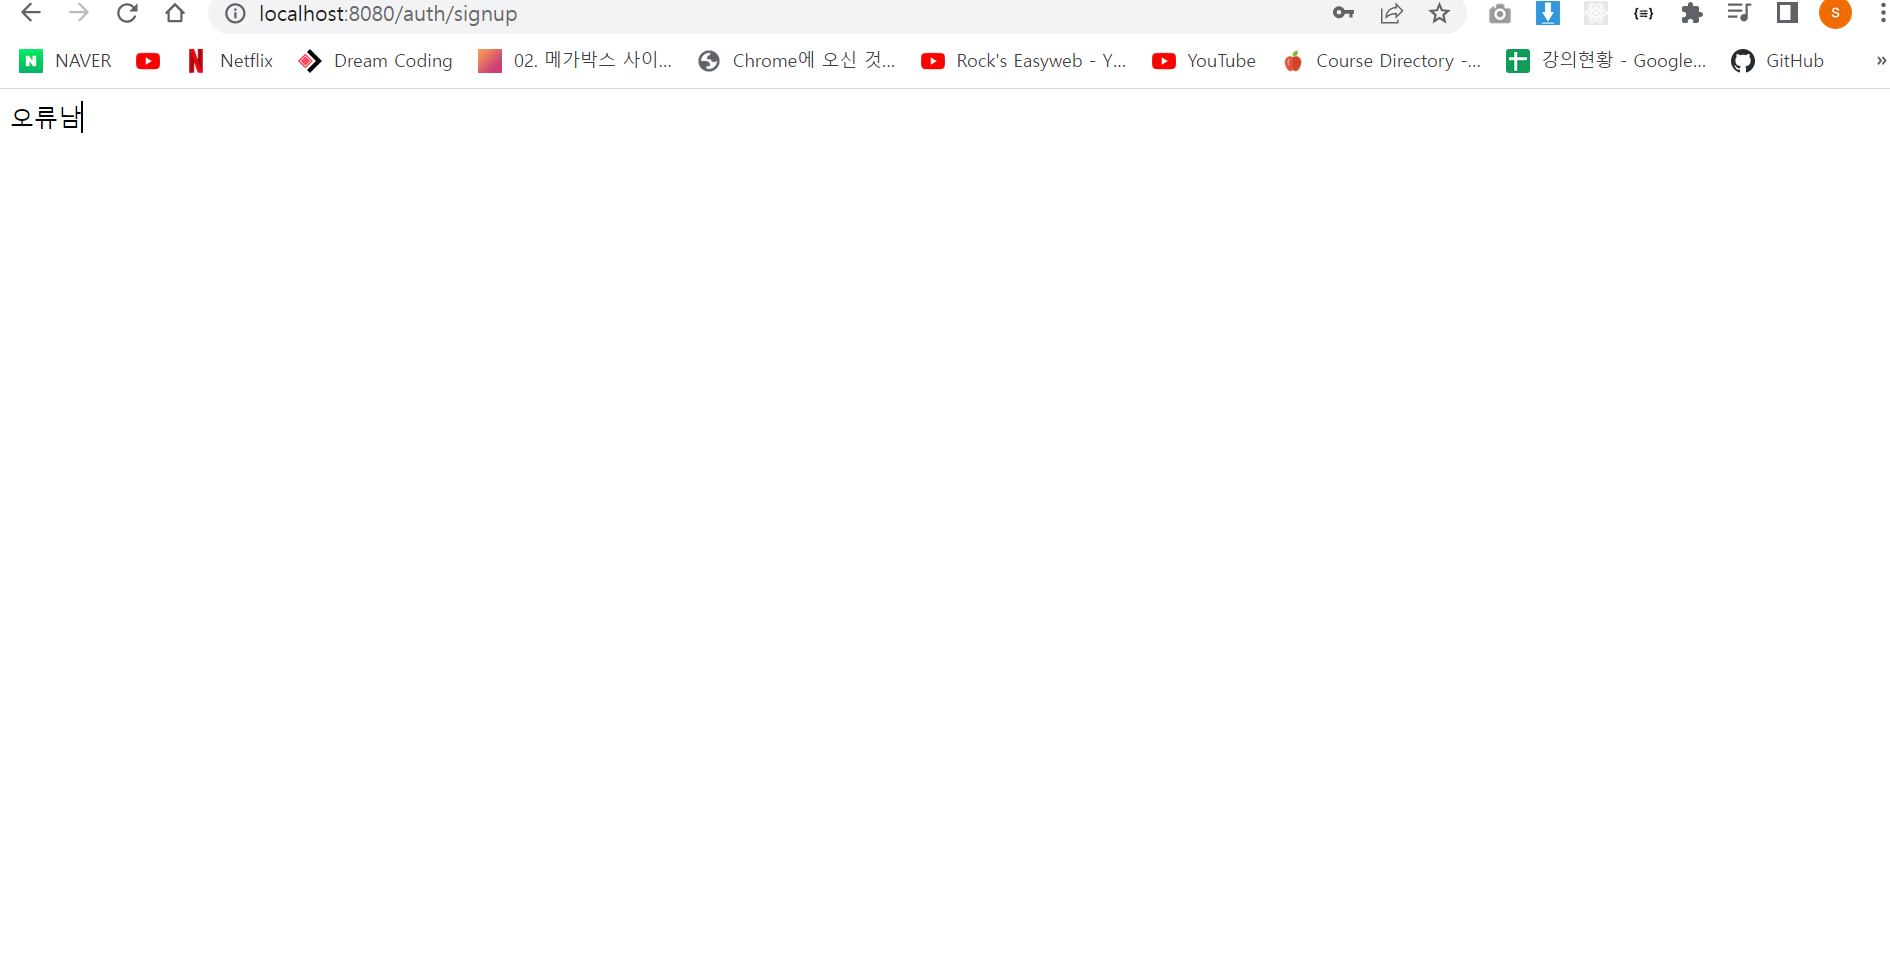 localhost:8080/auth/signup
S
NAVER Netflix Dream Coding 02. 메가박스 사이... Chrome에 오신 것... Rock's Easyweb - Y... YouTube Course Directory -... 강의현황 - Google... GitHub »
오류남